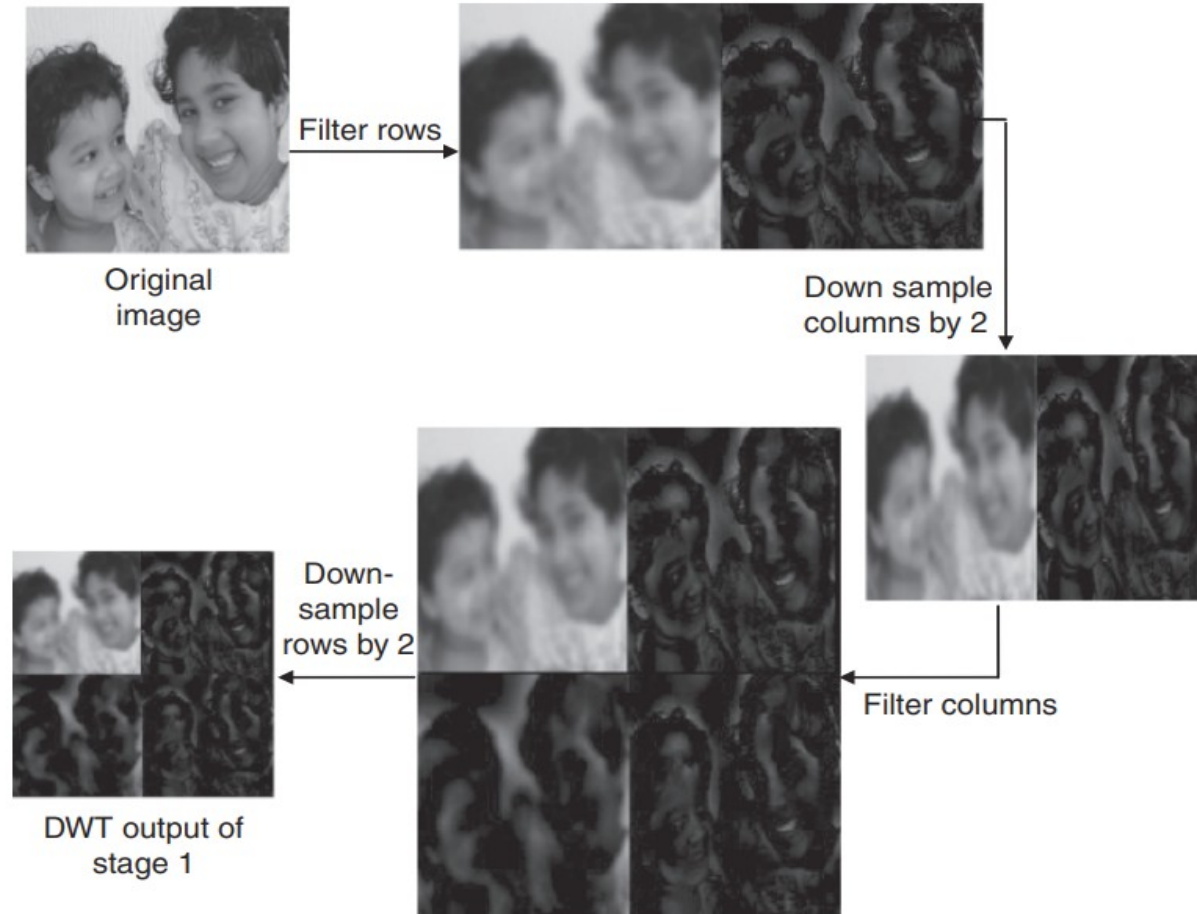 Filter rows
Original
image
Down sample
columns by 2
Down-
sample
rows by 2
Filter columns
DWT output of
stage 1